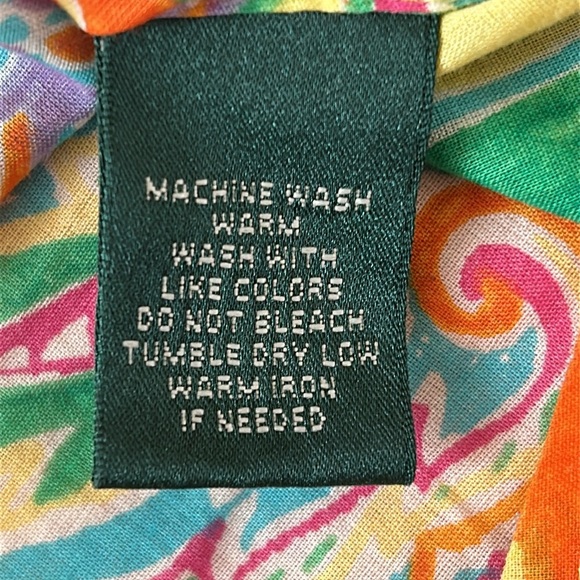 MACHINE WASH
WARM
WASH WITH
LIKE COLORS
DO NOT BLEACH
TUMBLE DRY LOW
WARM IRON
IF NEEDED